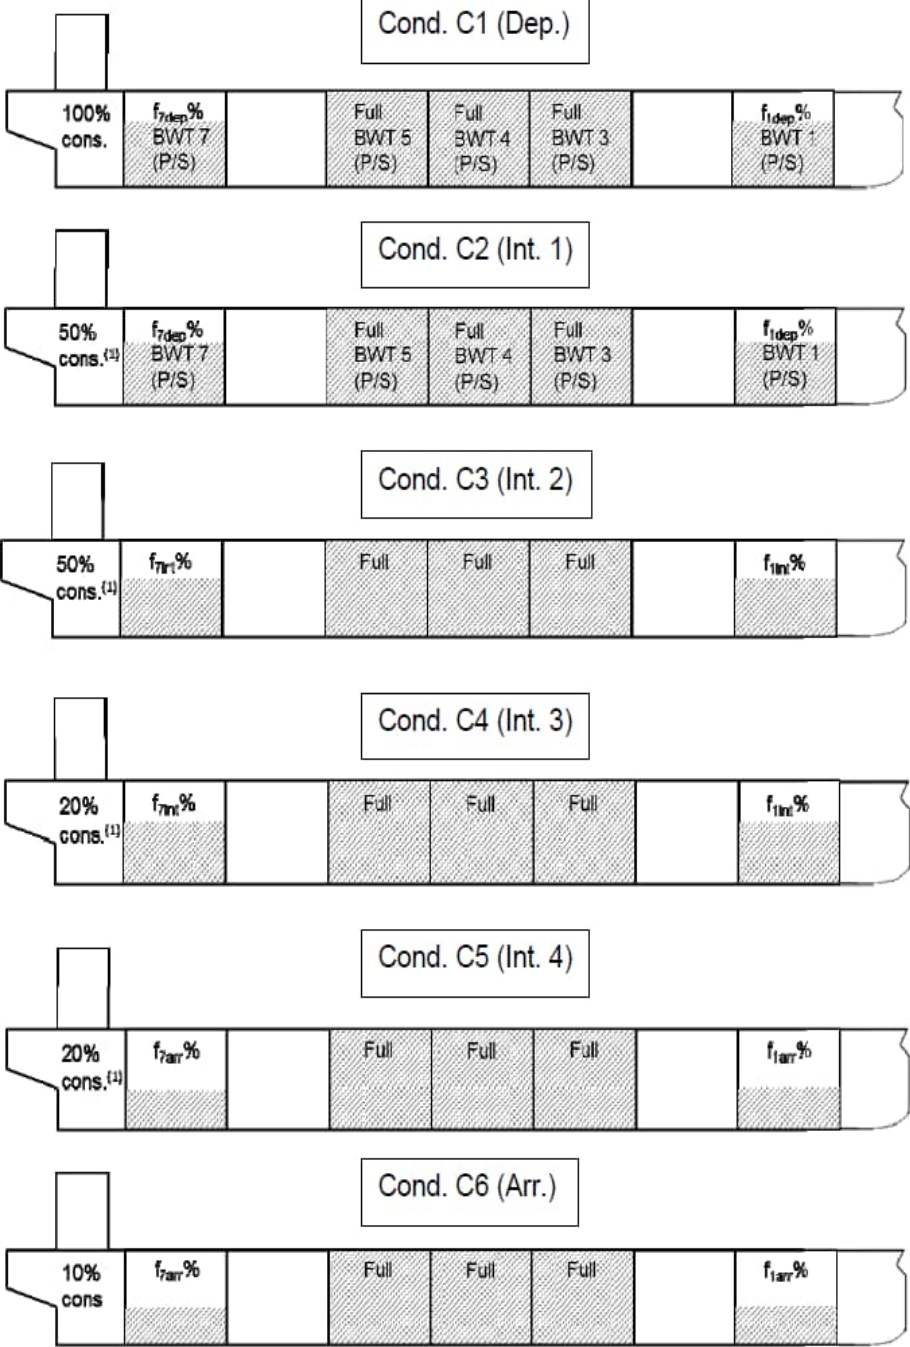 Cond. C1 (Dep.)
100% cons.
f7dep% BWT 7 (P/S)
Full BWT 5 (P/S)
Full BWT 4 (P/S)
Full BWT 3 (P/S)
f1dep% BWT 1 (P/S)
Cond. C2 (Int. 1)
50% cons.(1)
f7dep% BWT 7 (P/S)
Full BWT 5 (P/S)
Full BWT 4 (P/S)
Full BWT 3 (P/S)
f1dep% BWT 1 (P/S)
Cond. C3 (Int. 2)
50% cons.(1)
f7int%
Full
Full
Full
f1int%
Cond. C4 (Int. 3)
20% cons.(1)
f7int%
Full
Full
Full
f1int%
Cond. C5 (Int. 4)
20% cons.(1)
f7arr%
Full
Full
Full
f1arr%
Cond. C6 (Arr.)
10% cons
f7arr%
Full
Full
Full
f1arr%